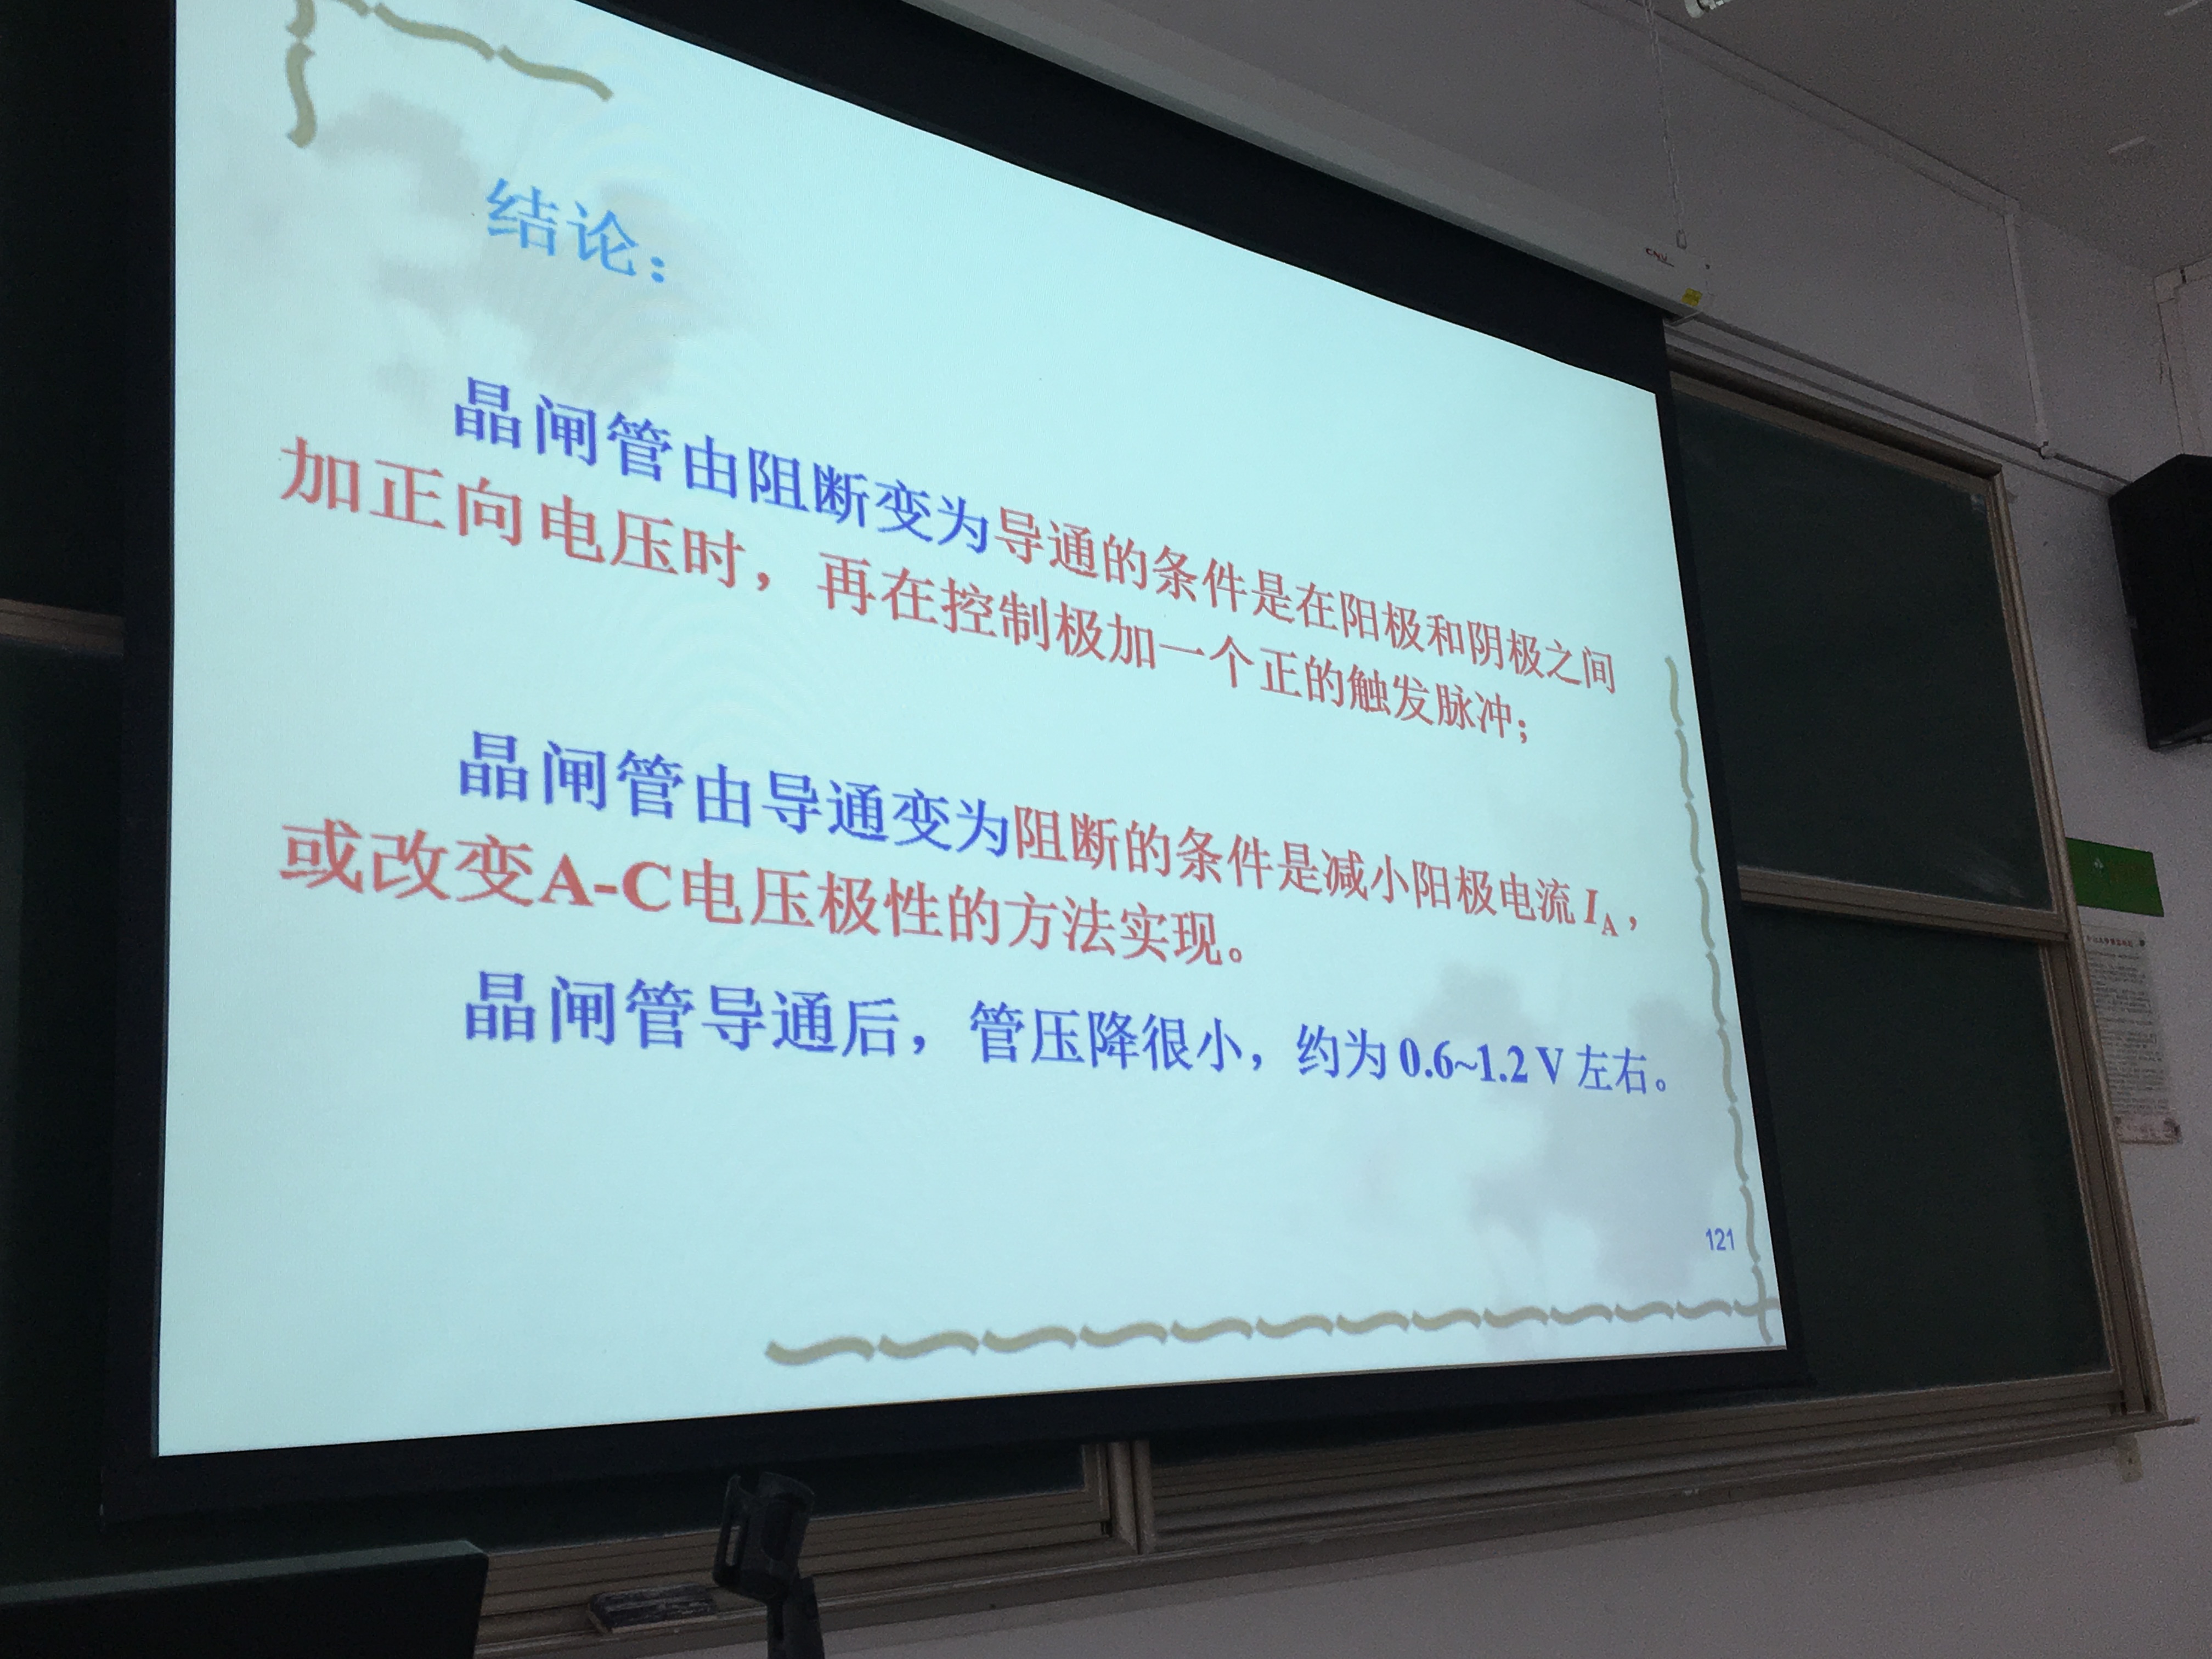 结论：
晶闸管由阻断变为导通的条件是在阳极和阴极之间
加正向电压时，再在控制极加一个正的触发脉冲；
晶闸管由导通变为阻断的条件是减小阳极电流 IA，
或改变A-C电压极性的方法实现。
晶闸管导通后，管压降很小，约为 0.6~1.2 V 左右。
121